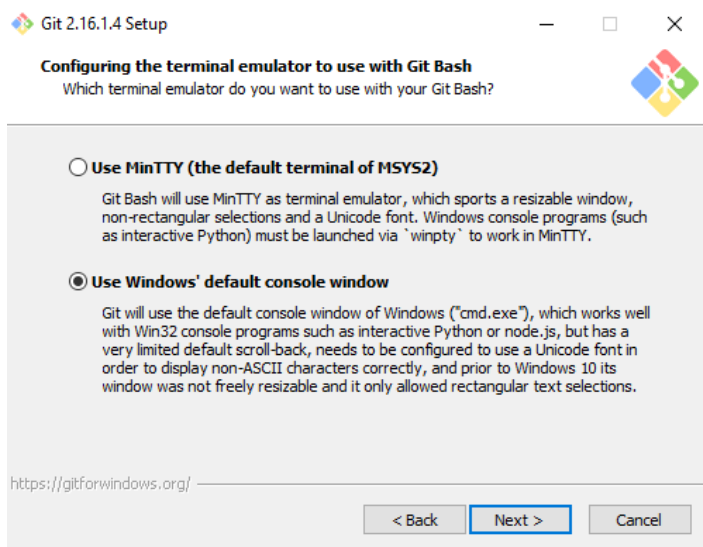 Git 2.16.1.4 Setup
Configuring the terminal emulator to use with Git Bash
Which terminal emulator do you want to use with your Git Bash?
Use MinTTY (the default terminal of MSYS2)
Git Bash will use MinTTY as terminal emulator, which sports a resizable window,
non-rectangular selections and a Unicode font. Windows console programs (such
as interactive Python) must be launched via `winpty` to work in MinTTY.
Use Windows' default console window
Git will use the default console window of Windows ("cmd.exe"), which works well
with Win32 console programs such as interactive Python or node.js, but has a
very limited default scroll-back, needs to be configured to use a Unicode font in
order to display non-ASCII characters correctly, and prior to Windows 10 its
window was not freely resizable and it only allowed rectangular text selections.
https://gitforwindows.org/
< Back Next > Cancel